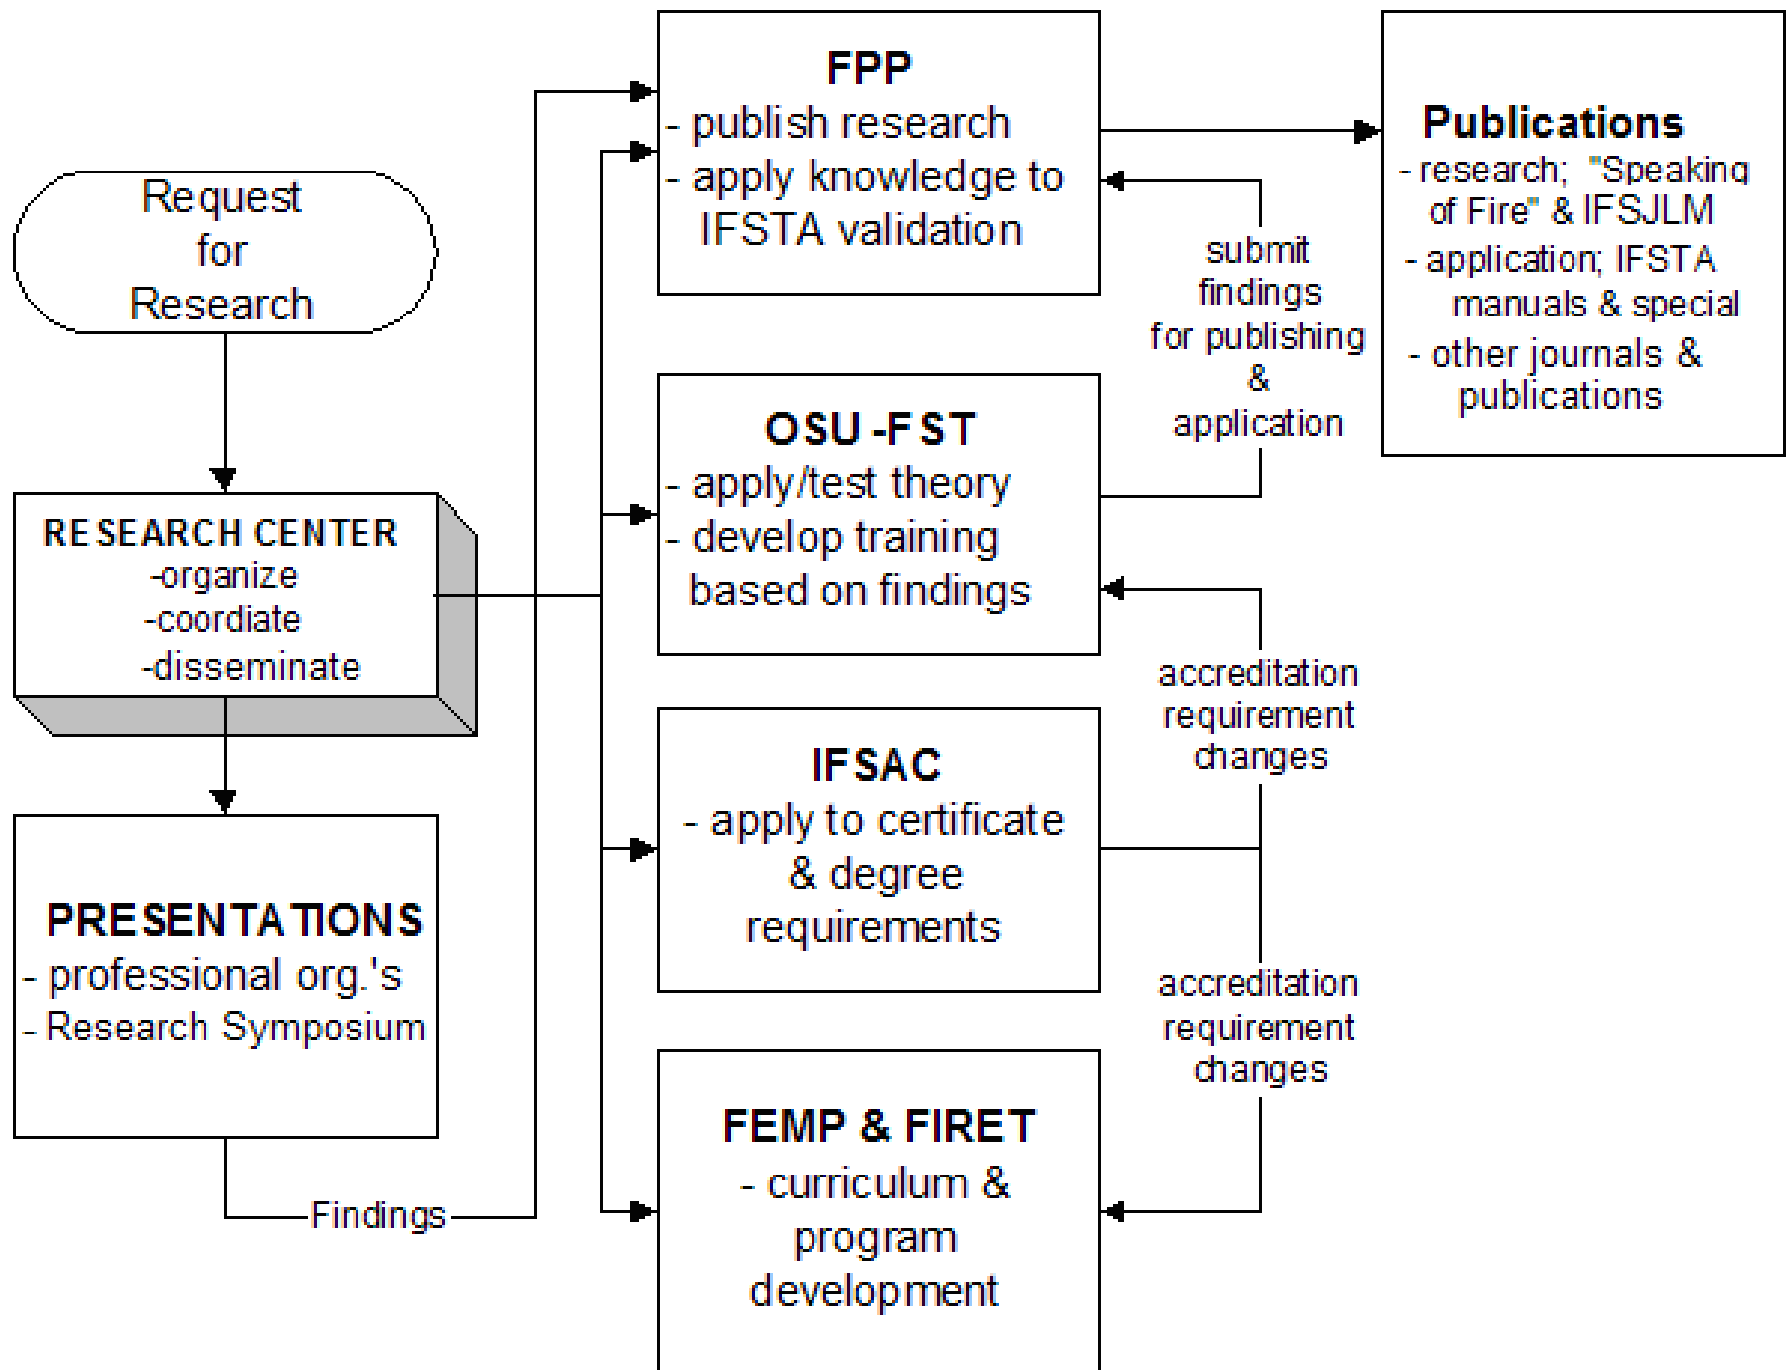 Request
for
Research
RESEARCH CENTER
-organize
-coordiate
-disseminate
PRESENTATIONS
- professional org.'s
- Research Symposium
Findings
FPP
- publish research
- apply knowledge to
IFSTA validation
OSU -FST
- apply/test theory
- develop training
based on findings
IFSAC
- apply to certificate
& degree
requirements
FEMP & FIRET
- curriculum &
program
development
submit
findings
for publishing
&
application
accreditation
requirement
changes
accreditation
requirement
changes
Publications
- research; "Speaking
of Fire" & IFSJLM
- application; IFSTA
manuals & special
- other journals &
publications